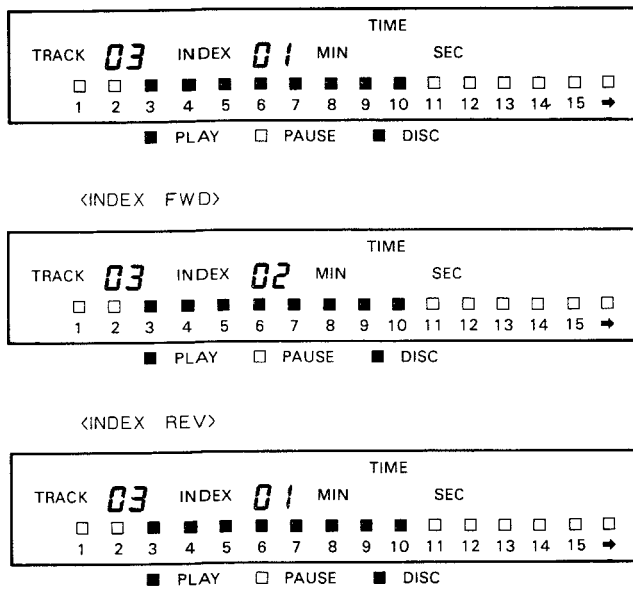 TIME
TRACK 03 INDEX 01 MIN SEC
□ □ ■ ■ ■ ■ ■ ■ ■ ■ □ □ □ □ □ □
1 2 3 4 5 6 7 8 9 10 11 12 13 14 15 ➡
■ PLAY □ PAUSE ■ DISC
<INDEX FWD>
TIME
TRACK 03 INDEX 02 MIN SEC
□ □ ■ ■ ■ ■ ■ ■ ■ ■ □ □ □ □ □ □
1 2 3 4 5 6 7 8 9 10 11 12 13 14 15 ➡
■ PLAY □ PAUSE ■ DISC
<INDEX REV>
TIME
TRACK 03 INDEX 01 MIN SEC
□ □ ■ ■ ■ ■ ■ ■ ■ ■ □ □ □ □ □ □
1 2 3 4 5 6 7 8 9 10 11 12 13 14 15 ➡
■ PLAY □ PAUSE ■ DISC